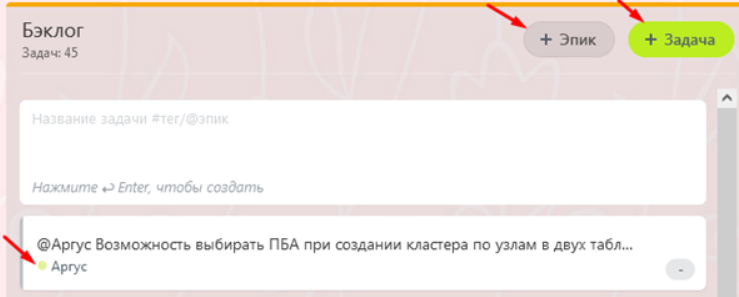 Бэклог
Задач: 45
+ Эпик
+ Задача
Название задачи #тег/@эпик
Нажмите ↵ Enter, чтобы создать
@Аргус Возможность выбирать ПБА при создании кластера по узлам в двух табл...
Аргус
-